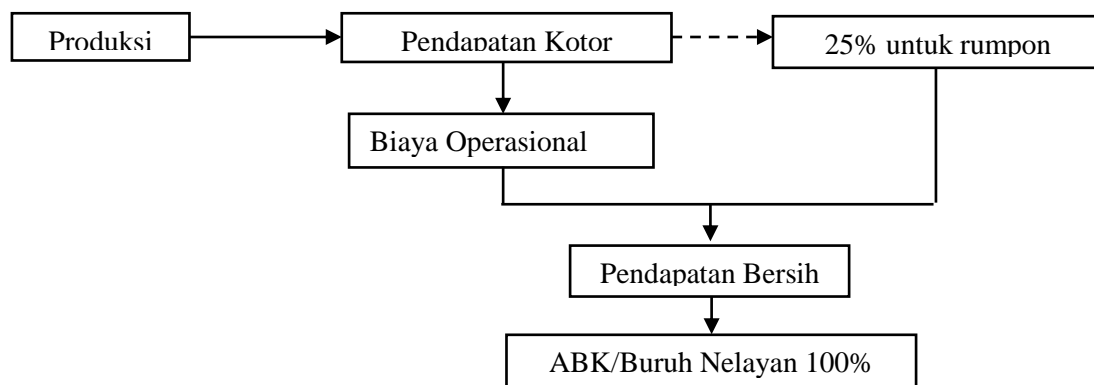 Produksi
Pendapatan Kotor
25% untuk rumpon
Biaya Operasional
Pendapatan Bersih
ABK/Buruh Nelayan 100%